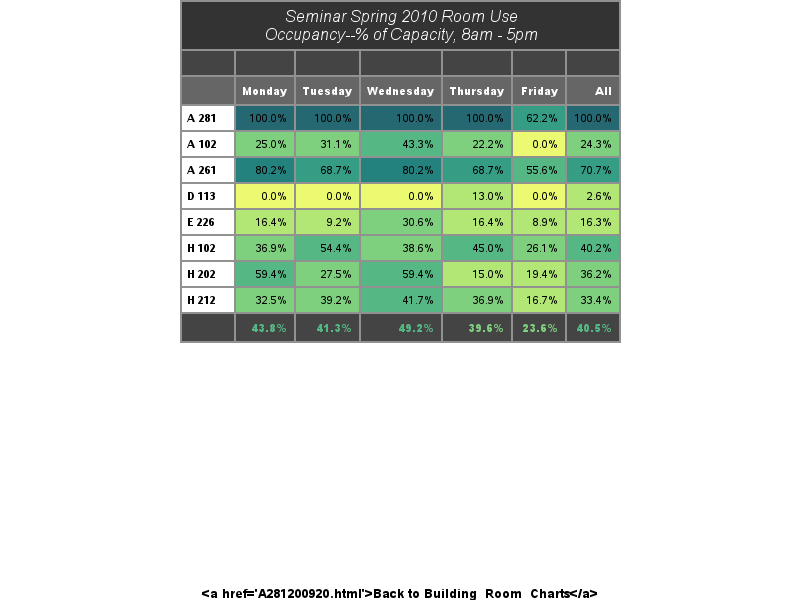 Seminar Spring 2010 Room Use
Occupancy--% of Capacity, 8am - 5pm
Monday Tuesday Wednesday Thursday Friday All
A 281 100.0% 100.0% 100.0% 100.0% 62.2% 100.0%
A 102 25.0% 31.1% 43.3% 22.2% 0.0% 24.3%
A 261 80.2% 68.7% 80.2% 68.7% 55.6% 70.7%
D 113 0.0% 0.0% 0.0% 13.0% 0.0% 2.6%
E 226 16.4% 9.2% 30.6% 16.4% 8.9% 16.3%
H 102 36.9% 54.4% 38.6% 45.0% 26.1% 40.2%
H 202 59.4% 27.5% 59.4% 15.0% 19.4% 36.2%
H 212 32.5% 39.2% 41.7% 36.9% 16.7% 33.4%
43.8% 41.3% 49.2% 39.6% 23.6% 40.5%
<a href='A281200920.html'>Back to Building Room Charts</a>